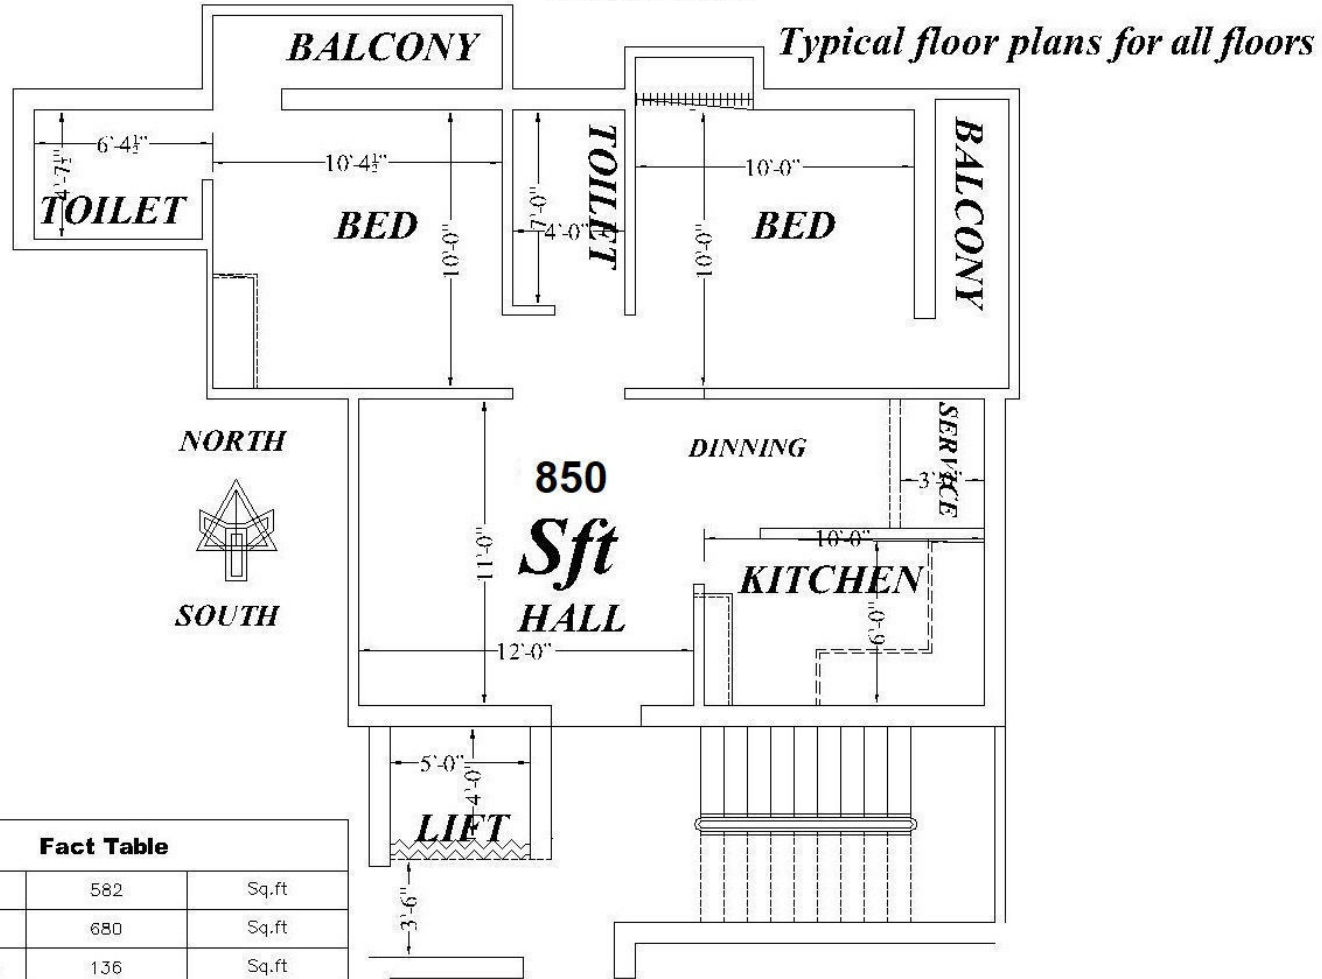 BALCONY
Typical floor plans for all floors
6'-4½"
4'-7½"
TOILET
10'-4½"
BED
10'-0"
7'-0"
4'-0"
TOILET
10'-0"
BED
10'-0"
BALCONY
NORTH
SOUTH
DINNING
SERVICE
850
Sft
HALL
11'-0"
12'-0"
10'-0"
KITCHEN
6'-0"
5'-0"
4'-0"
LIFT
3'-6"
Fact Table
582 Sq.ft
680 Sq.ft
136 Sq.ft